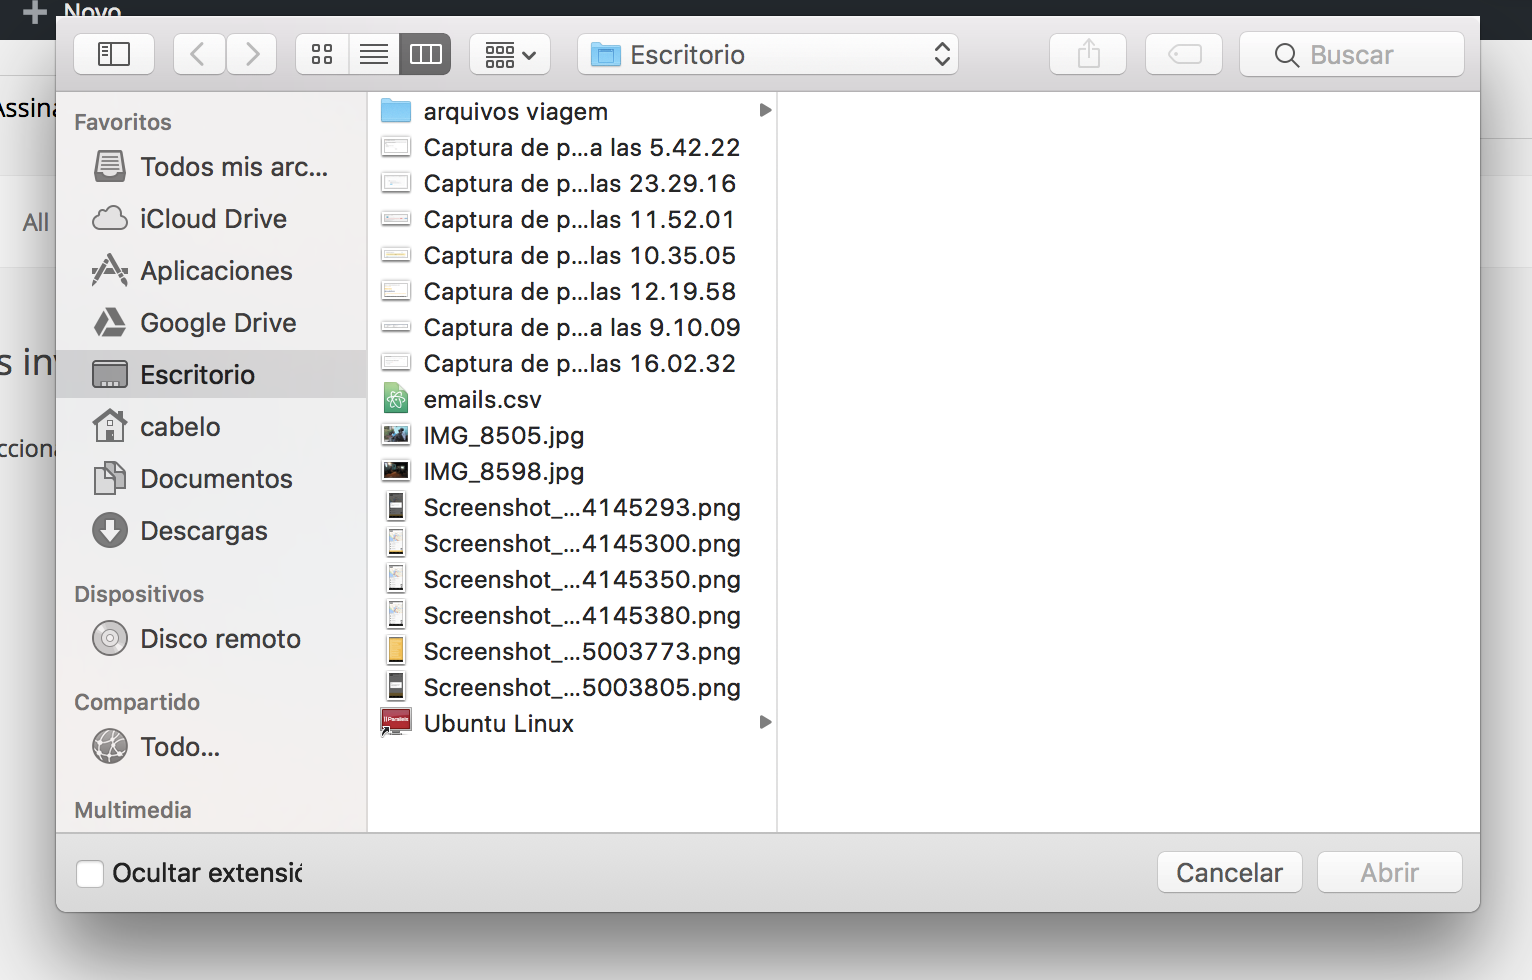 Novo
Escritorio
Buscar
Assina
All
Favoritos
Todos mis arc...
iCloud Drive
Aplicaciones
Google Drive
Escritorio
cabelo
Documentos
Descargas
Dispositivos
Disco remoto
Compartido
Todo...
Multimedia
arquivos viagem
Captura de p...a las 5.42.22
Captura de p...las 23.29.16
Captura de p...las 11.52.01
Captura de p...las 10.35.05
Captura de p...las 12.19.58
Captura de p...a las 9.10.09
Captura de p...las 16.02.32
emails.csv
IMG_8505.jpg
IMG_8598.jpg
Screenshot_...4145293.png
Screenshot_...4145300.png
Screenshot_...4145350.png
Screenshot_...4145380.png
Screenshot_...5003773.png
Screenshot_...5003805.png
Parallels
Ubuntu Linux
s in
cciona
Ocultar extensió
Cancelar
Abrir